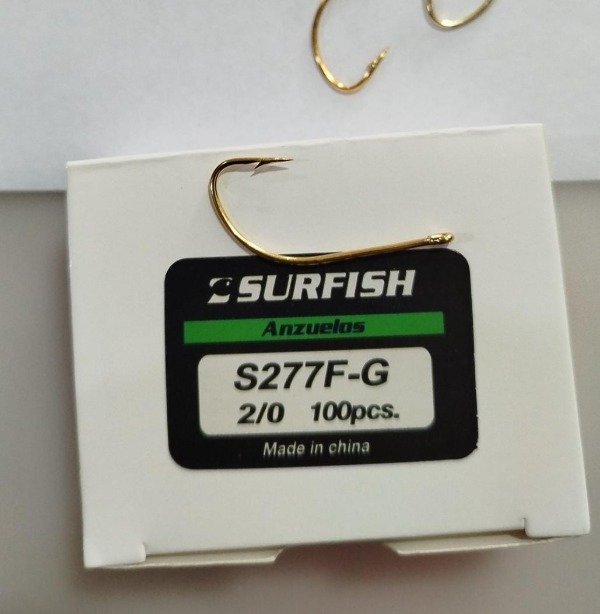 SURFISH
Anzuelos
S277F-G
2/0 100pcs.
Made in china